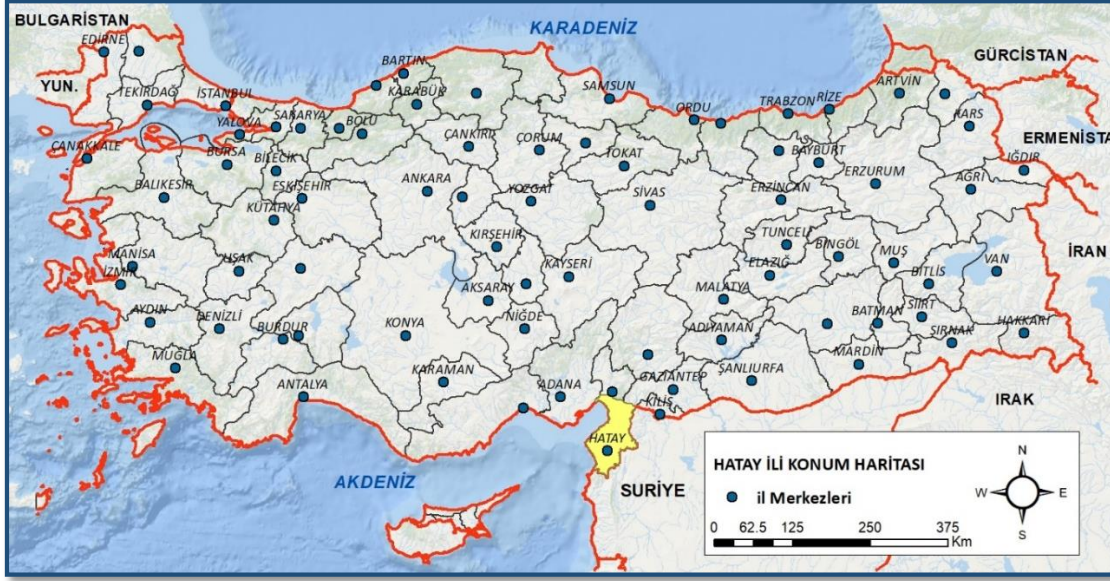 BULGARİSTAN
KARADENİZ
EDİRNE
GÜRCİSTAN
YUN.
BARTIN
TEKİRDAĞ
İSTANBUL
KARABÜK
SAMSUN
ARTVİN
ORDU
TRABZON
RİZE
KARS
YALOVA
SAKARYA
BOLU
ERMENİSTA
ÇANAKKALE
BURSA
BİLECİK
ÇANKIRI
ÇORUM
TOKAT
BAYBURT
IĞDIR
BALIKESİR
ESKİŞEHİR
ANKARA
YOZGAT
SİVAS
ERZİNCAN
ERZURUM
AĞRI
KÜTAHYA
KIRŞEHİR
TUNCELİ
BİNGÖL
MUŞ
İRAN
MANİSA
UŞAK
KAYSERİ
ELAZIĞ
BİTLİS
VAN
İZMİR
AKSARAY
MALATYA
SİİRT
AYDIN
DENİZLİ
BURDUR
KONYA
NİĞDE
ADIYAMAN
BATMAN
ŞIRNAK
HAKKARİ
MUĞLA
KARAMAN
ADANA
GAZİANTEP
ŞANLIURFA
MARDİN
ANTALYA
KİLİS
IRAK
HATAY
AKDENİZ
SURİYE
HATAY İLİ KONUM HARİTASI
il Merkezleri
N
W
E
S
0 62.5 125 250 375
Km